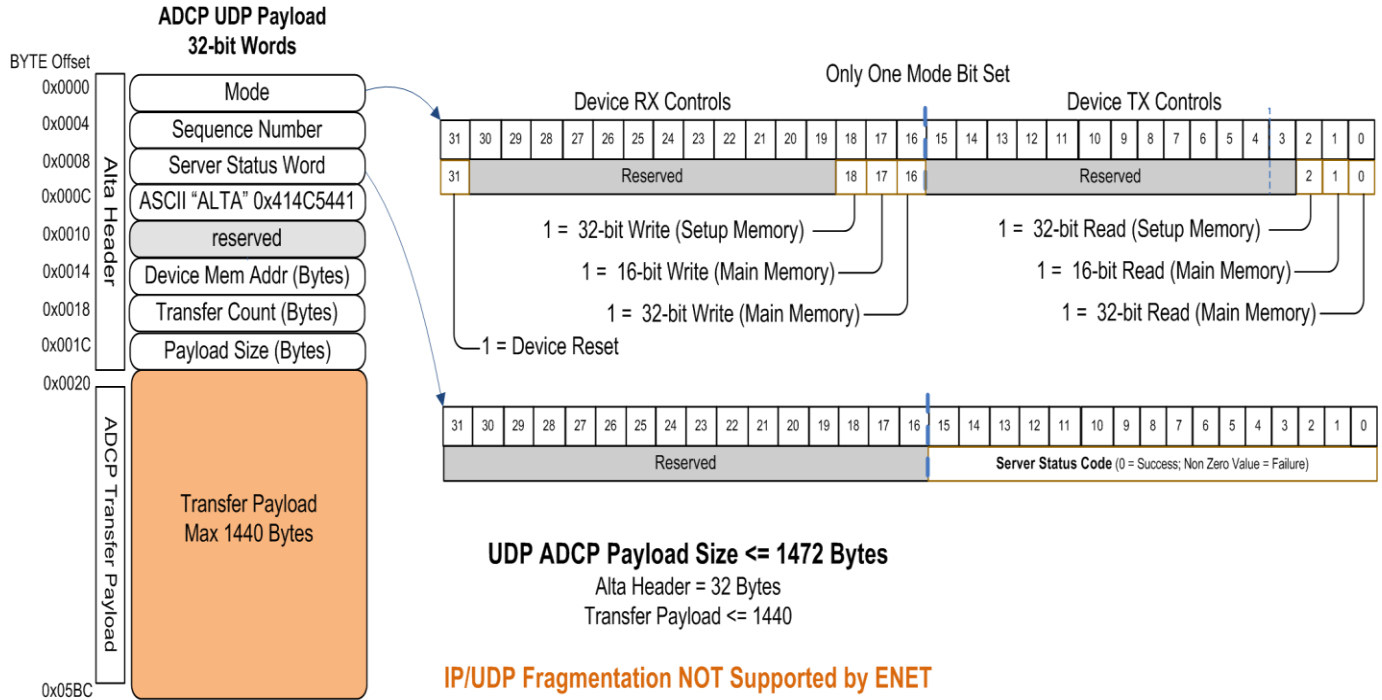 ADCP UDP Payload
32-bit Words
BYTE Offset
0x0000
Mode
0x0004
Sequence Number
0x0008
Server Status Word
0x000C
ASCII “ALTA” 0x414C5441
0x0010
reserved
0x0014
Device Mem Addr (Bytes)
0x0018
Transfer Count (Bytes)
0x001C
Payload Size (Bytes)
Alta Header
0x0020
ADCP Transfer Payload
Transfer Payload
Max 1440 Bytes
0x05BC
Only One Mode Bit Set
Device RX Controls
Device TX Controls
31 30 29 28 27 26 25 24 23 22 21 20 19 18 17 16 15 14 13 12 11 10 9 8 7 6 5 4 3 2 1 0
31 Reserved 18 17 16 Reserved 2 1 0
1 = 32-bit Write (Setup Memory)
1 = 16-bit Write (Main Memory)
1 = 32-bit Write (Main Memory)
1 = Device Reset
1 = 32-bit Read (Setup Memory)
1 = 16-bit Read (Main Memory)
1 = 32-bit Read (Main Memory)
31 30 29 28 27 26 25 24 23 22 21 20 19 18 17 16 15 14 13 12 11 10 9 8 7 6 5 4 3 2 1 0
Reserved
Server Status Code (0 = Success; Non Zero Value = Failure)
UDP ADCP Payload Size <= 1472 Bytes
Alta Header = 32 Bytes
Transfer Payload <= 1440
IP/UDP Fragmentation NOT Supported by ENET